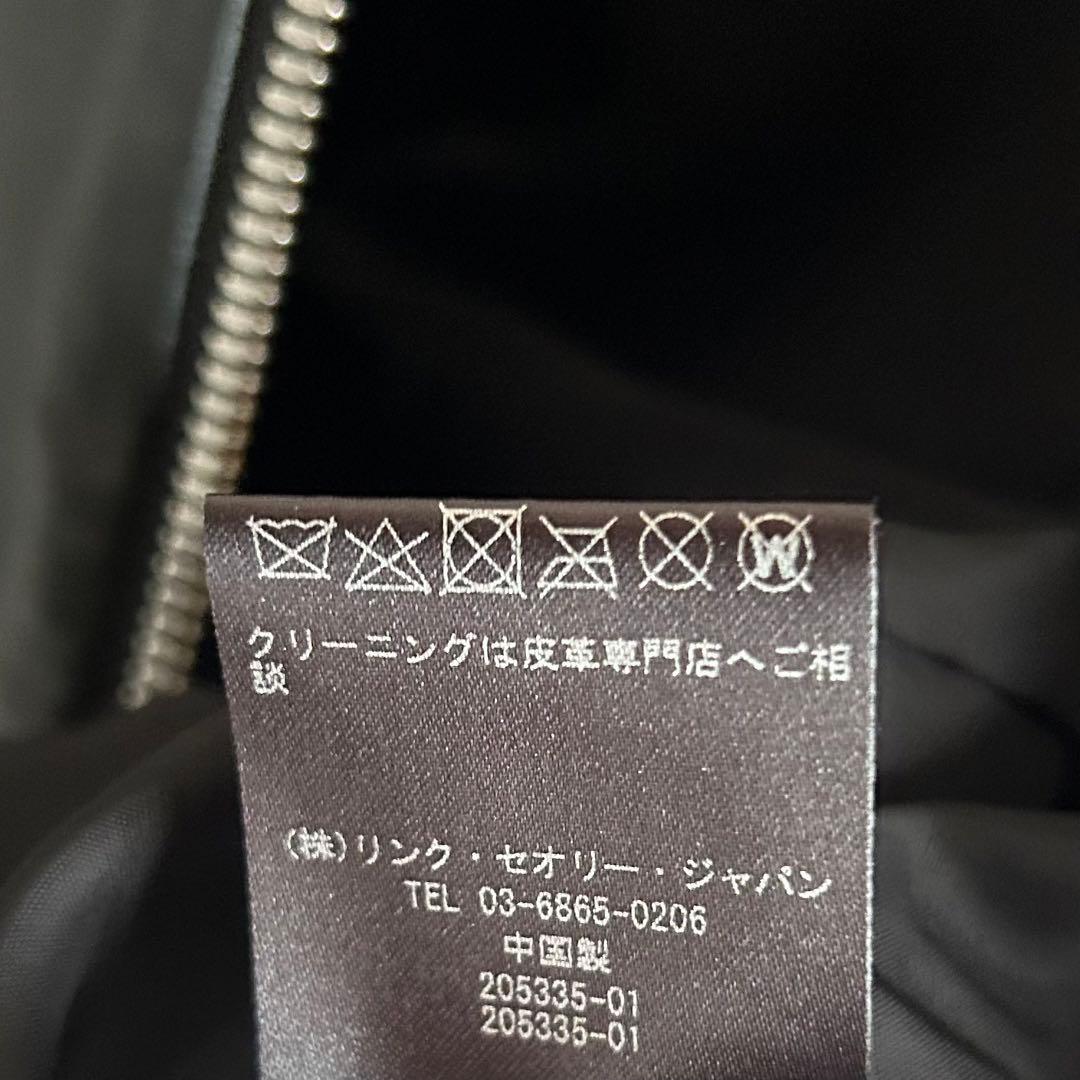 W
クリーニングは皮革専門店へご相
談
(株)リンク・セオリー・ジャパン
TEL 03-6865-0206
中国製
205335-01
205335-01